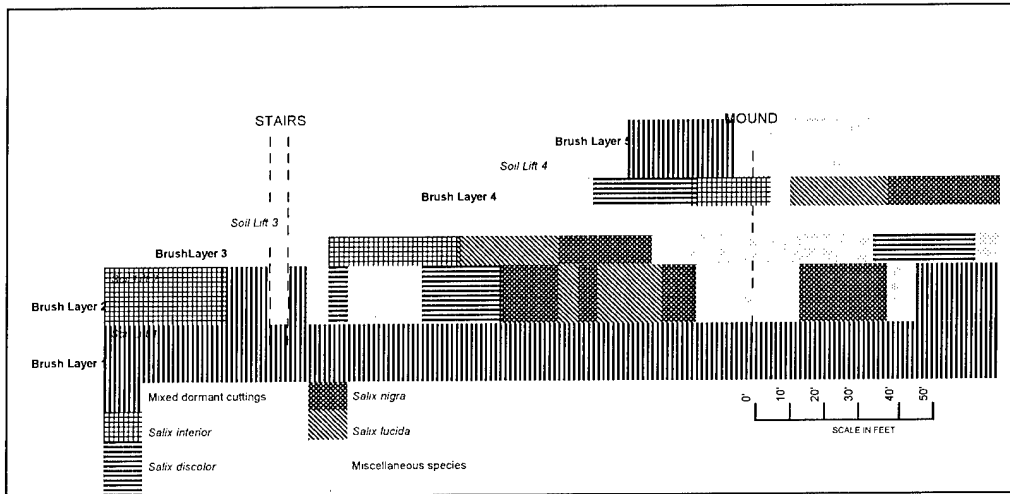 STAIRS
MOUND
Brush Layer 5
Soil Lift 4
Brush Layer 4
Soil Lift 3
BrushLayer 3
Brush Layer 2
Brush Layer
Mixed dormant cuttings
Salix nigra
Salix interior
Salix lucida
Salix discolor
Miscellaneous species
0' 10' 20' 30' 40' 50'
SCALE IN FEET